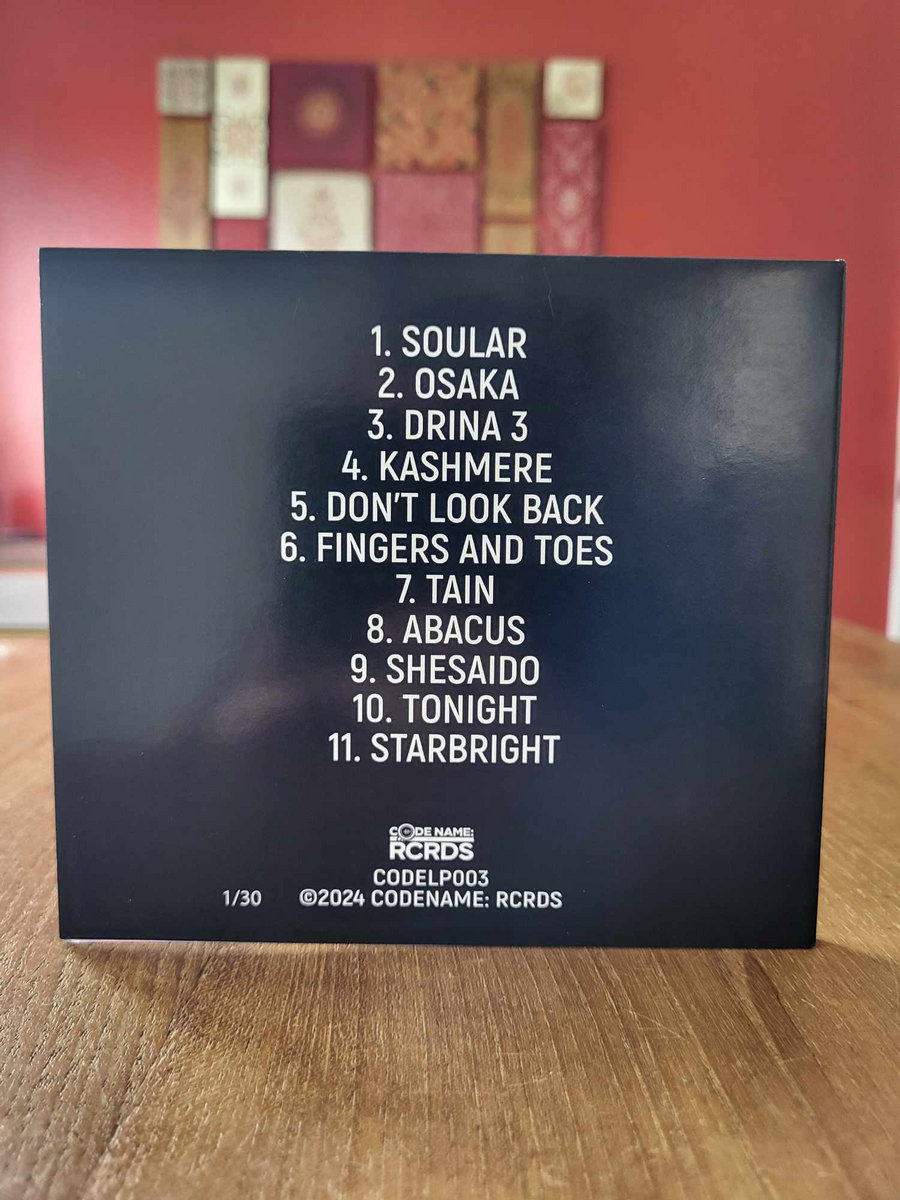 1. SOULAR
2. OSAKA
3. DRINA 3
4. KASHMERE
5. DON'T LOOK BACK
6. FINGERS AND TOES
7. TAIN
8. ABACUS
9. SHESAIDO
10. TONIGHT
11. STARBRIGHT
CODE NAME:
RCRDS
CODELP003
1/30 ©2024 CODENAME: RCRDS